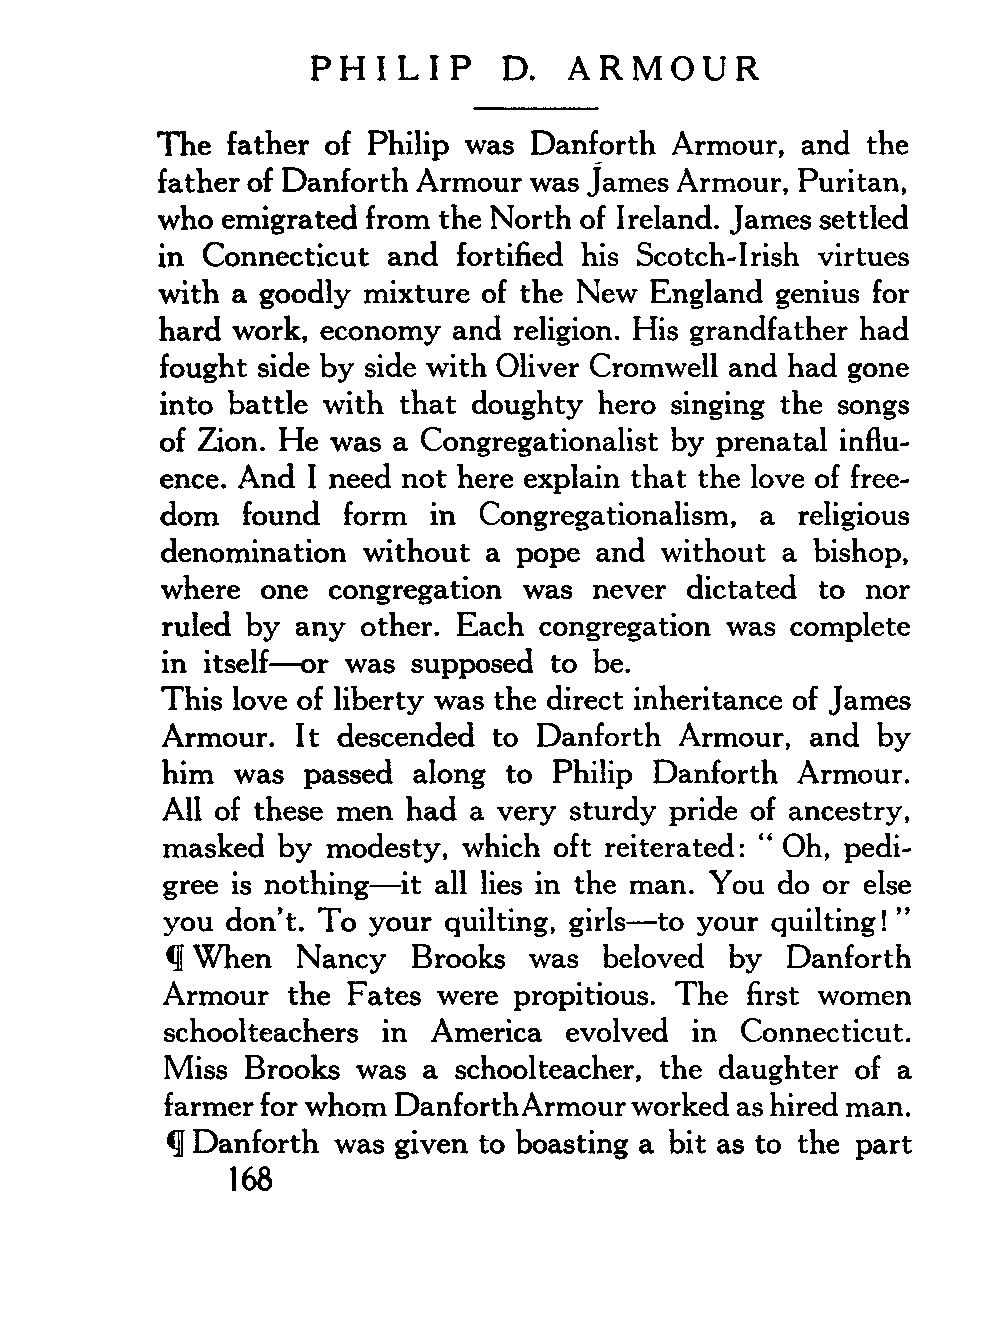 PHILIP D. ARMOUR
The father of Philip was Danforth Armour, and the
father of Danforth Armour was James Armour, Puritan,
who emigrated from the North of Ireland. James settled
in Connecticut and fortified his Scotch-Irish virtues
with a goodly mixture of the New England genius for
hard work, economy and religion. His grandfather had
fought side by side with Oliver Cromwell and had gone
into battle with that doughty hero singing the songs
of Zion. He was a Congregationalist by prenatal influ-
ence. And I need not here explain that the love of free-
dom found form in Congregationalism, a religious
denomination without a pope and without a bishop,
where one congregation was never dictated to nor
ruled by any other. Each congregation was complete
in itself—or was supposed to be.
This love of liberty was the direct inheritance of James
Armour. It descended to Danforth Armour, and by
him was passed along to Philip Danforth Armour.
All of these men had a very sturdy pride of ancestry,
masked by modesty, which oft reiterated: “ Oh, pedi-
gree is nothing—it all lies in the man. You do or else
you don't. To your quilting, girls—to your quilting! ”
¶ When Nancy Brooks was beloved by Danforth
Armour the Fates were propitious. The first women
schoolteachers in America evolved in Connecticut.
Miss Brooks was a schoolteacher, the daughter of a
farmer for whom Danforth Armour worked as hired man.
¶ Danforth was given to boasting a bit as to the part
168